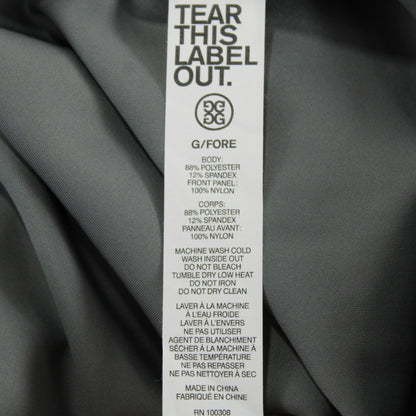 TEAR
THIS
LABEL
OUT.
G/FORE
BODY:
88% POLYESTER
12% SPANDEX
FRONT PANEL:
100% NYLON
CORPS:
88% POLYESTER
12% SPANDEX
PANNEAU AVANT:
100% NYLON
MACHINE WASH COLD
WASH INSIDE OUT
DO NOT BLEACH
TUMBLE DRY LOW HEAT
DO NOT IRON
DO NOT DRY CLEAN
LAVER À LA MACHINE
À L'EAU FROIDE
LAVER À L'ENVERS
NE PAS UTILISER
AGENT DE BLANCHIMENT
SÉCHER À LA MACHINE À
BASSE TEMPÉRATURE
NE PAS REPASSER
NE PAS NETTOYER À SEC
MADE IN CHINA
FABRIQUÉ EN CHINE
RN 100308